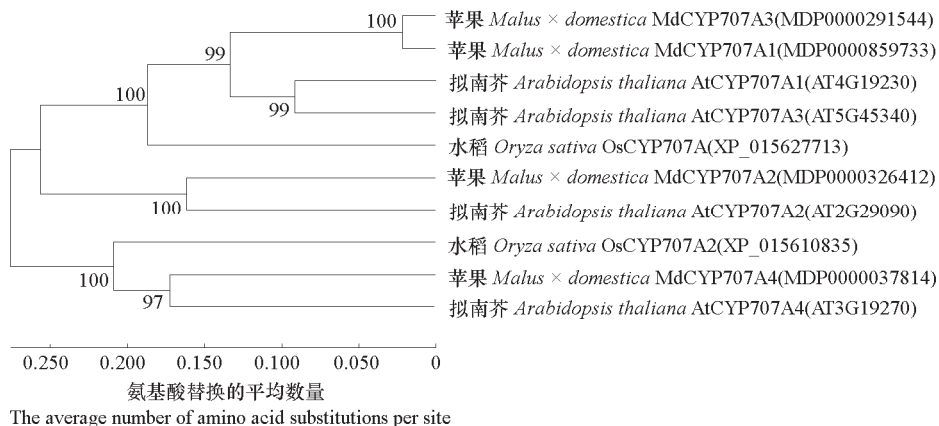 苹果 Malus × domestica MdCYP707A3(MDP0000291544)
100
苹果 Malus × domestica MdCYP707A1(MDP0000859733)
99
拟南芥 Arabidopsis thaliana AtCYP707A1(AT4G19230)
100
99
拟南芥 Arabidopsis thaliana AtCYP707A3(AT5G45340)
水稻 Oryza sativa OsCYP707A(XP_015627713)
苹果 Malus × domestica MdCYP707A2(MDP0000326412)
100
拟南芥 Arabidopsis thaliana AtCYP707A2(AT2G29090)
水稻 Oryza sativa OsCYP707A2(XP_015610835)
100
苹果 Malus × domestica MdCYP707A4(MDP0000037814)
97
拟南芥 Arabidopsis thaliana AtCYP707A4(AT3G19270)
0.250 0.200 0.150 0.100 0.050 0
氨基酸替换的平均数量
The average number of amino acid substitutions per site